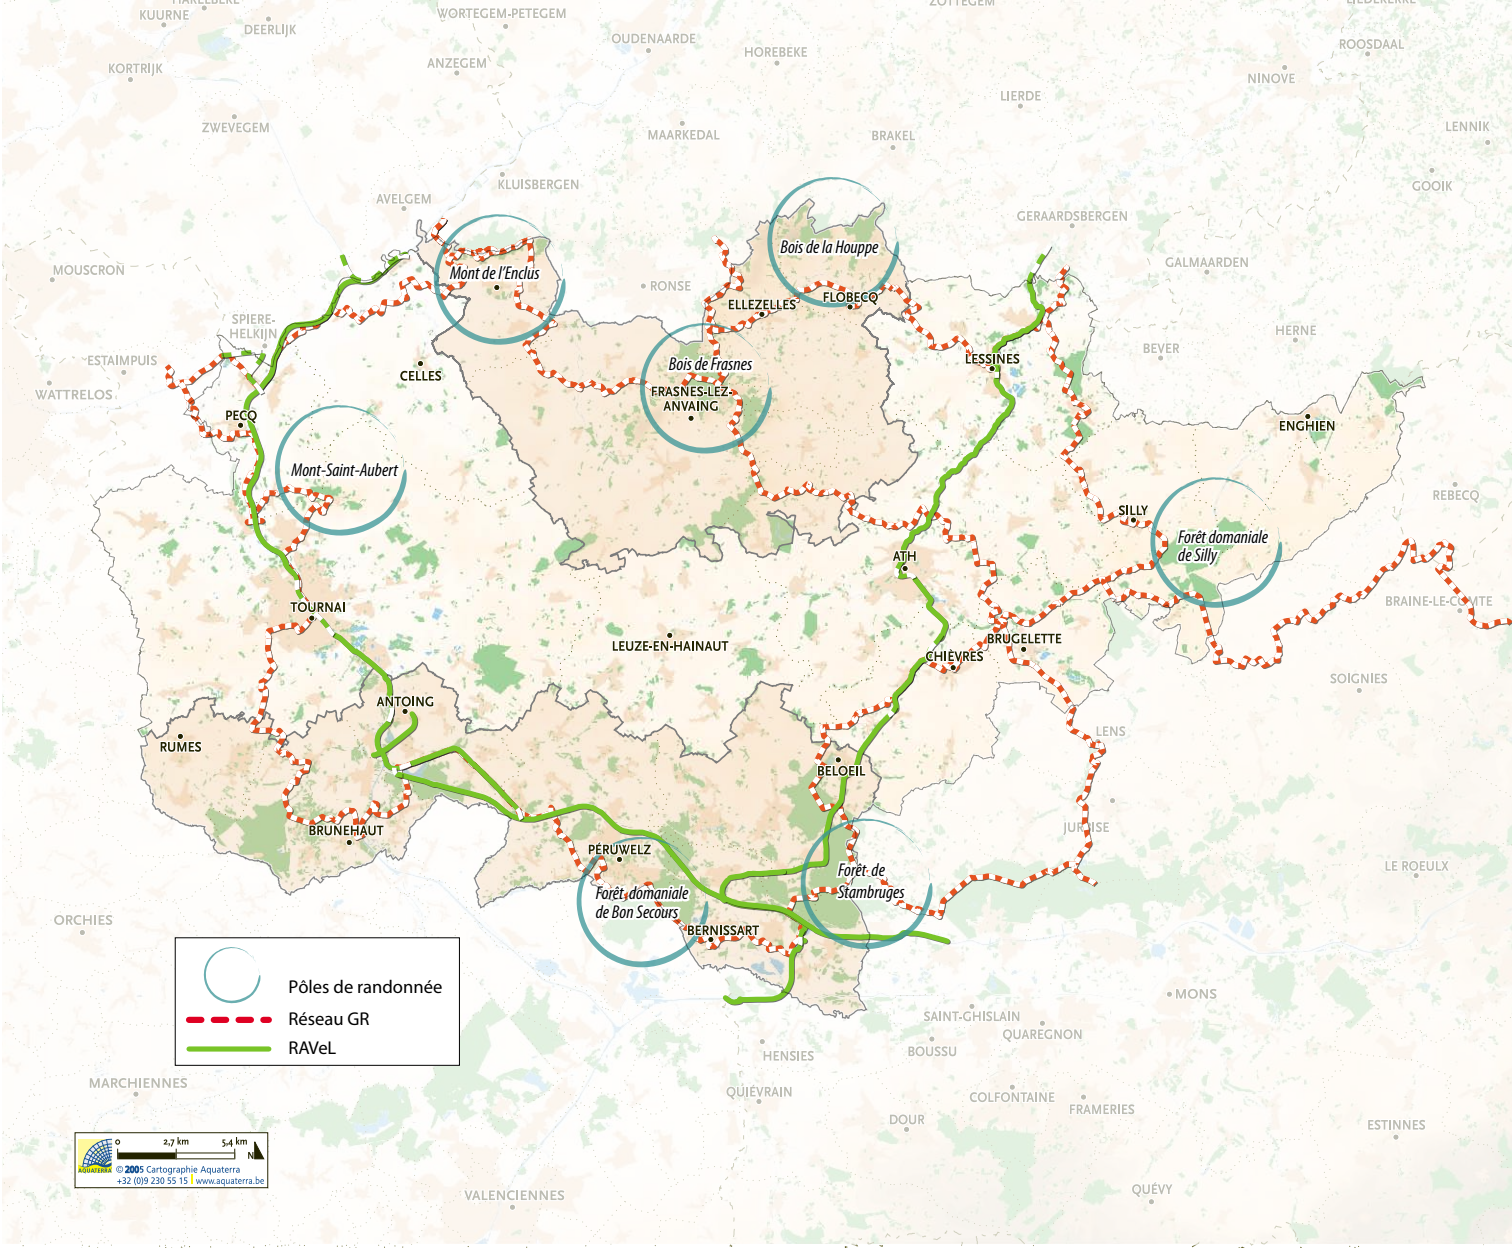 HARELBEKE
KUURNE
DEERLIJK
WORTEGEM-PETEGEM
ZOTTEGEM
LIEDEKERKE
OUDENAARDE
HOREBEKE
ROOSDAAL
KORTRIJK
ANZEGEM
NINOVE
LIERDE
ZWEVEGEM
MAARKEDAL
BRAKEL
LENNIK
KLUISBERGEN
GOOIK
AVELGEM
GERAARDSBERGEN
Bois de la Houppe
MOUSCRON
Mont de l'Enclus
RONSE
GALMAARDEN
ELLEZELLES
FLOBECQ
SPIERE-
HELKIJN
HERNE
ESTAIMPUIS
BEVER
CELLES
Bois de Frasnes
LESSINES
WATTRELOS
FRASNES-LEZ-
ANVAING
PECQ
ENGHIEN
Mont-Saint-Aubert
REBECQ
SILLY
Forêt domaniale
de Silly
ATH
BRAINE-LE-COMTE
TOURNAI
LEUZE-EN-HAINAUT
BRUGELETTE
CHIÈVRES
SOIGNIES
ANTOING
RUMES
LENS
BELOEIL
BRUNEHAUT
JURBISE
PÉRUWELZ
LE ROEULX
Forêt de
Stambruges
Forêt domaniale
de Bon Secours
ORCHIES
BERNISSART
Pôles de randonnée
Réseau GR
RAVeL
MONS
SAINT-GHISLAIN
QUAREGNON
HENSIES
BOUSSU
MARCHIENNES
QUIÉVRAIN
COLFONTAINE
FRAMERIES
DOUR
ESTINNES
0 2,7 km 5,4 km
N
AQUATERRA
© 2005 Cartographie Aquaterra
+32 (0)9 230 55 15 | www.aquaterra.be
QUÉVY
VALENCIENNES